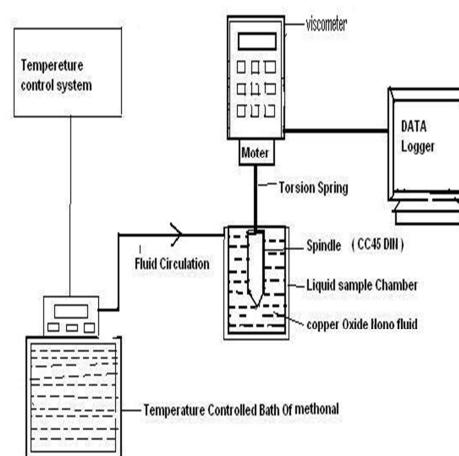 viscometer
Tempereture
control system
DATA
Logger
Moter
Torsion Spring
Spindle ( CC45 DIII )
Fluid Circulation
Liquid sample Chamber
copper Oxide Nono fluid
Temperature Controlled Bath Of methonal